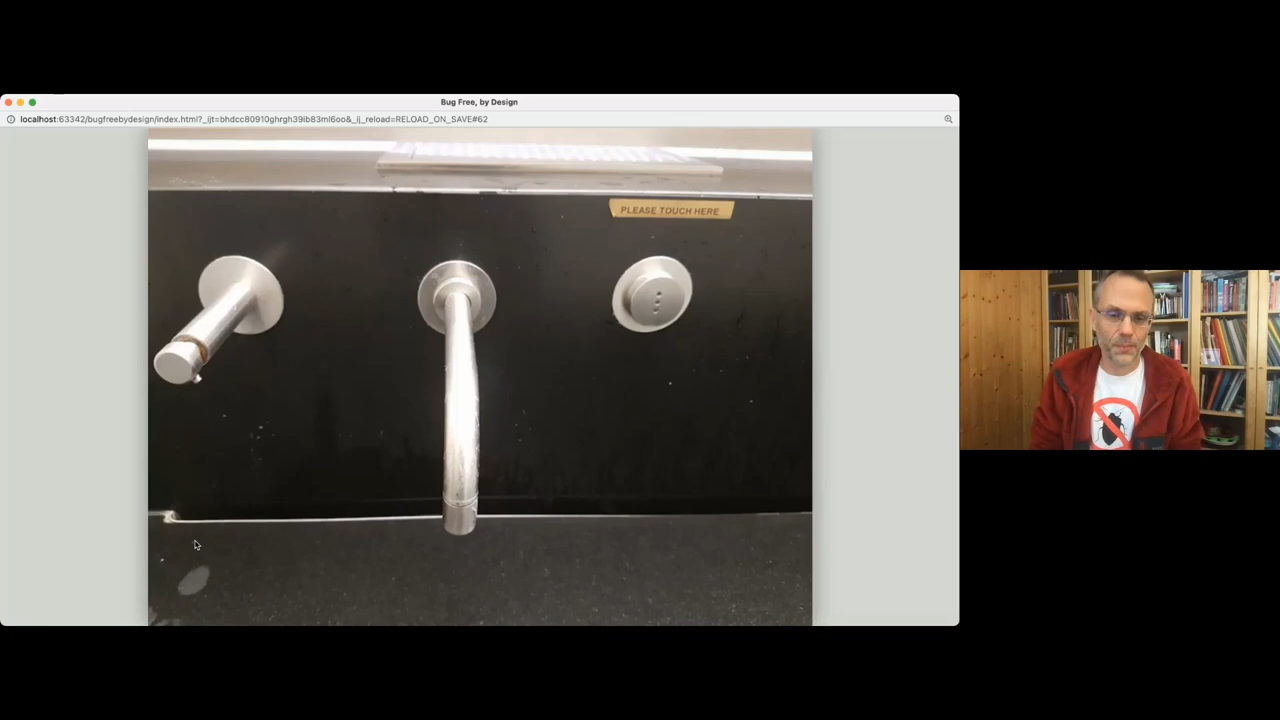 Bug Free, by Design
localhost:63342/bugfreebydesign/index.html?_ijt=bhdcc80910ghrgh39ib83ml6oo&_ij_reload=RELOAD_ON_SAVE#62
PLEASE TOUCH HERE